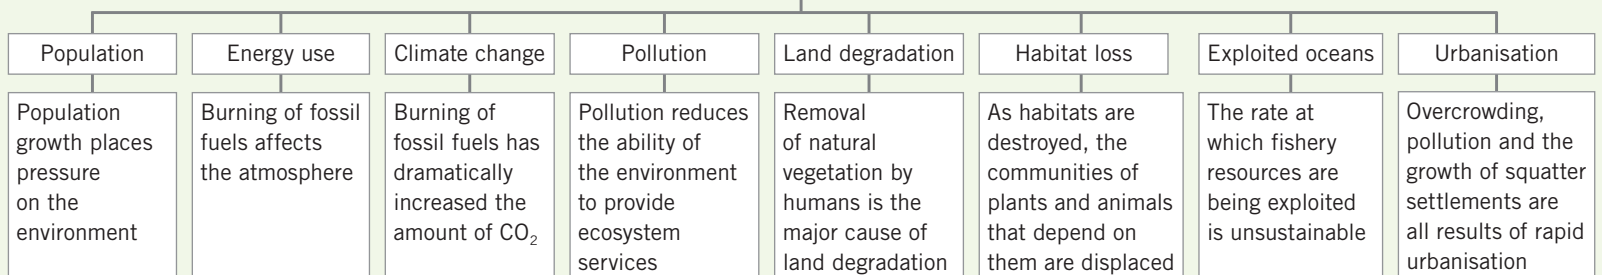 Population
Energy use
Climate change
Pollution
Land degradation
Habitat loss
Exploited oceans
Urbanisation
Population
growth places
pressure
on the
environment
Burning of fossil
fuels affects
the atmosphere
Burning of
fossil fuels has
dramatically
increased the
amount of CO₂
Pollution reduces
the ability of
the environment
to provide
ecosystem
services
Removal
of natural
vegetation by
humans is the
major cause of
land degradation
As habitats are
destroyed, the
communities of
plants and animals
that depend on
them are displaced
The rate at
which fishery
resources are
being exploited
is unsustainable
Overcrowding,
pollution and the
growth of squatter
settlements are
all results of rapid
urbanisation